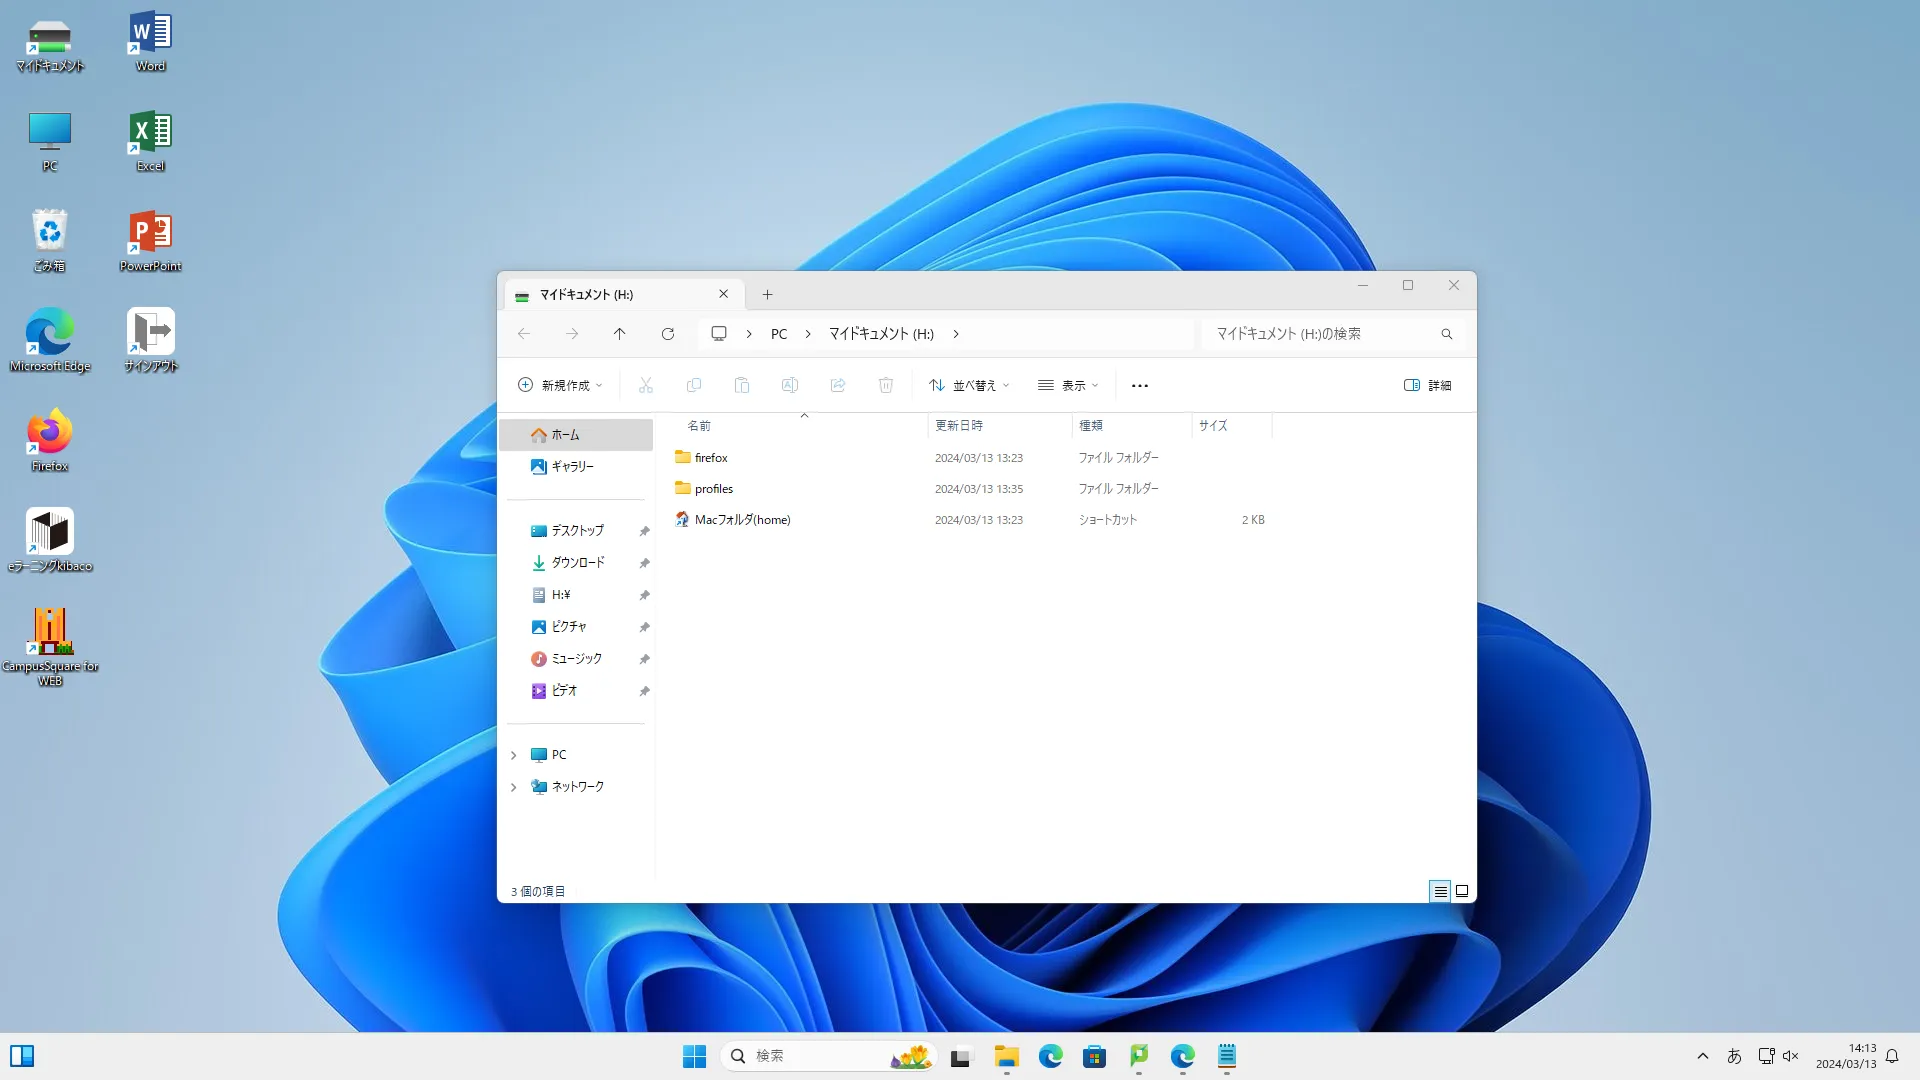 マイドキュメント
Word
PC
Excel
ごみ箱
PowerPoint
Microsoft Edge
サインアウト
Firefox
eラーニングkibaco
CampusSquare for
WEB
マイドキュメント (H:)
PC
マイドキュメント (H:)
マイドキュメント (H:)の検索
新規作成
並べ替え
表示
詳細
ホーム
ギャラリー
デスクトップ
ダウンロード
H:¥
ピクチャ
ミュージック
ビデオ
PC
ネットワーク
名前 更新日時 種類 サイズ
firefox 2024/03/13 13:23 ファイル フォルダー
profiles 2024/03/13 13:35 ファイル フォルダー
Macフォルダ(home) 2024/03/13 13:23 ショートカット 2 KB
3 個の項目
検索
あ
14:13
2024/03/13